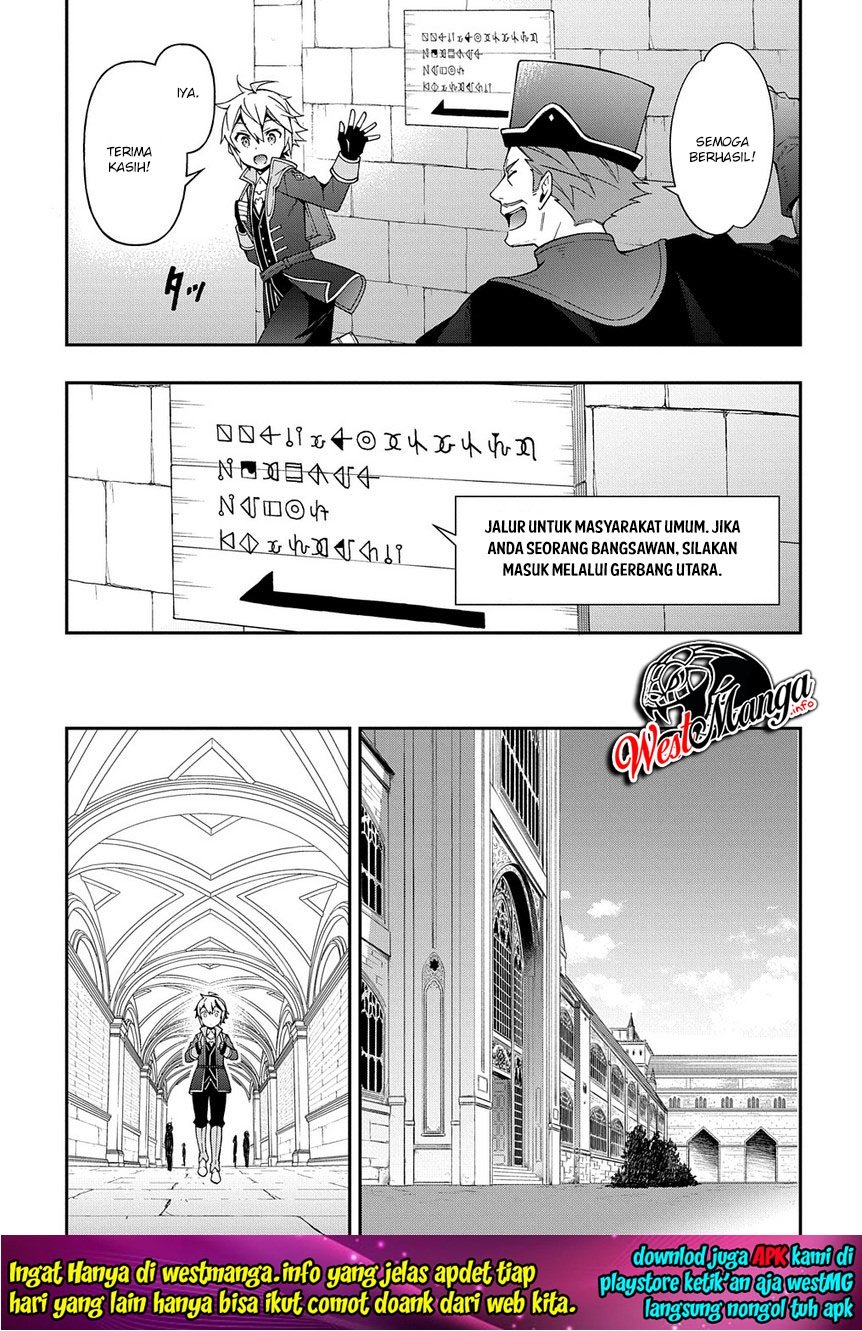 SEMOGA
BERHASIL!
IYA.
TERIMA
KASIH!
タッ
JALUR UNTUK MASYARAKAT UMUM. JIKA
ANDA SEORANG BANGSAWAN, SILAKAN
MASUK MELALUI GERBANG UTARA.
WestManga
.info
Ingat Hanya di westmanga.info yang jelas apdet tiap
hari yang lain hanya bisa ikut comot doank dari web kita.
downlod juga APK kami di
playstore ketik'an aja westMG
langsung nongol tuh apk